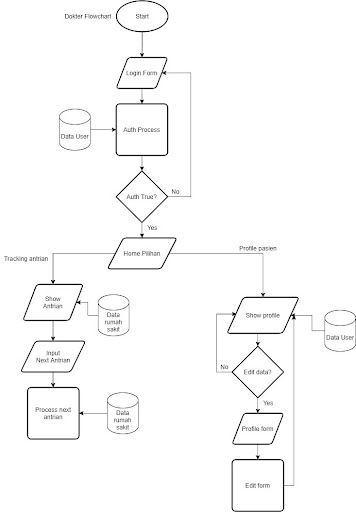 Dokter Flowchart
Start
Login Form
Data User
Auth Process
Auth True?
No
Yes
Home Pilihan
Tracking antrian
Profile pasien
Show
Antrian
Data
rumah
sakit
Input
Next Antrian
Process next
antrian
Data
rumah
sakit
Show profile
Data User
No
Edit data?
Yes
Profile form
Edit form